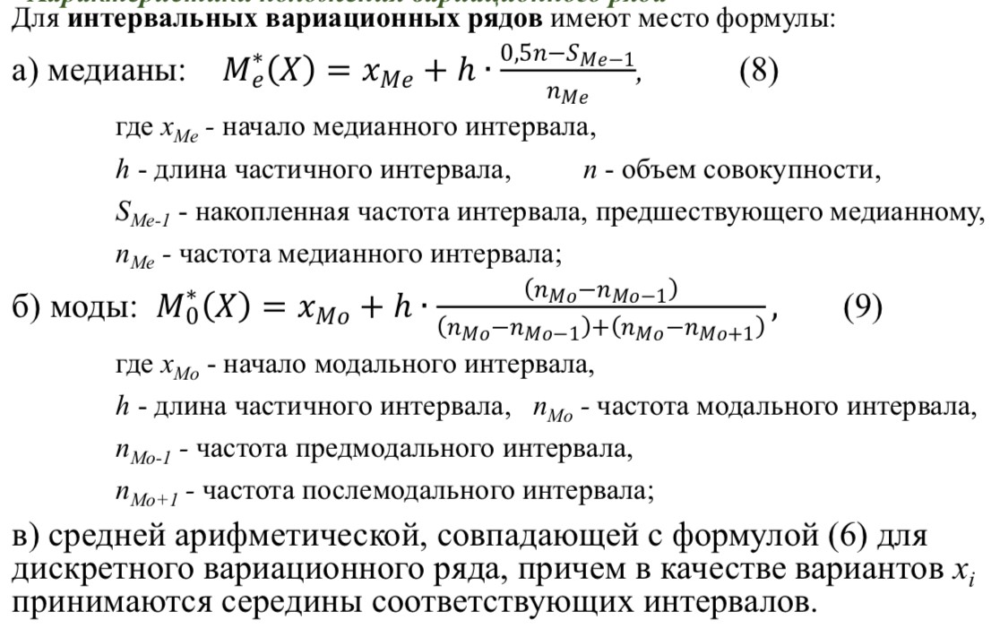 Характеристики положения вариационного ряда
Для интервальных вариационных рядов имеют место формулы:
а) медианы: M_e^*(X) = x_{Me} + h · \frac{0,5n−S_{Me−1}}{n_{Me}}, (8)
где x_{Me} - начало медианного интервала,
h - длина частичного интервала, n - объем совокупности,
S_{Me-1} - накопленная частота интервала, предшествующего медианному,
n_{Me} - частота медианного интервала;
б) моды: M_0^*(X) = x_{Mo} + h · \frac{(n_{Mo}−n_{Mo−1})}{(n_{Mo}−n_{Mo−1})+(n_{Mo}−n_{Mo+1})}, (9)
где x_{Mo} - начало модального интервала,
h - длина частичного интервала, n_{Mo} - частота модального интервала,
n_{Mo-1} - частота предмодального интервала,
n_{Mo+1} - частота послемодального интервала;
в) средней арифметической, совпадающей с формулой (6) для
дискретного вариационного ряда, причем в качестве вариантов x_i
принимаются середины соответствующих интервалов.